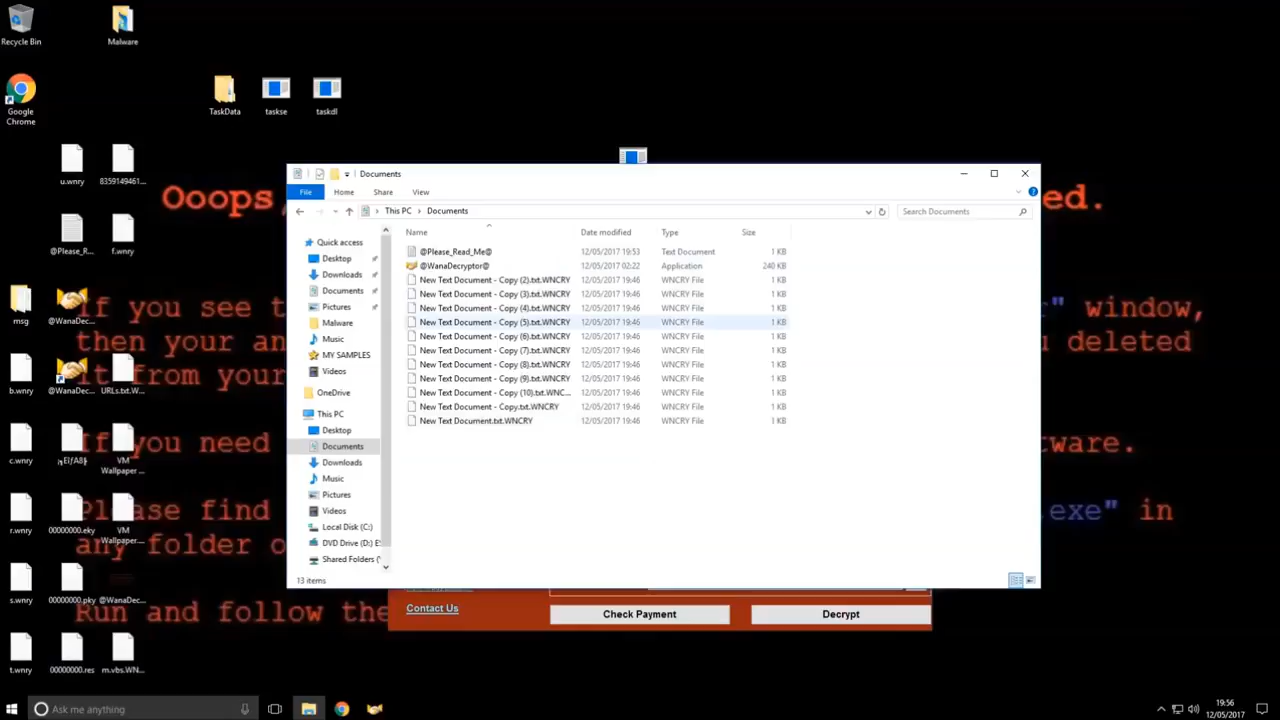 Recycle Bin
Malware
Google Chrome
TaskData
taskse
taskdl
u.wnry
8359149461...
@Please_R...
f.wnry
msg
@WanaDec...
b.wnry
@WanaDec...
URLs.txt.W...
c.wnry
VM Wallpaper ...
r.wnry
00000000.eky
VM Wallpaper...
s.wnry
00000000.pky
@WanaDec...
t.wnry
00000000.res
m.vbs.WN...
Ooops,
ed.
If you see t
" window,
then your an
u deleted
t from your
If you need
tware.
Please find
.exe" in
any folder o
Run and follow the
Documents
File
Home
Share
View
This PC
Documents
Search Documents
Quick access
Desktop
Downloads
Documents
Pictures
Malware
Music
MY SAMPLES
Videos
OneDrive
This PC
Desktop
Documents
Downloads
Music
Pictures
Videos
Local Disk (C:)
DVD Drive (D:) E
Shared Folders (
Name Date modified Type Size
@Please_Read_Me@ 12/05/2017 19:53 Text Document 1 KB
@WanaDecryptor@ 12/05/2017 02:22 Application 240 KB
New Text Document - Copy (2).txt.WNCRY 12/05/2017 19:46 WNCRY File 1 KB
New Text Document - Copy (3).txt.WNCRY 12/05/2017 19:46 WNCRY File 1 KB
New Text Document - Copy (4).txt.WNCRY 12/05/2017 19:46 WNCRY File 1 KB
New Text Document - Copy (5).txt.WNCRY 12/05/2017 19:46 WNCRY File 1 KB
New Text Document - Copy (6).txt.WNCRY 12/05/2017 19:46 WNCRY File 1 KB
New Text Document - Copy (7).txt.WNCRY 12/05/2017 19:46 WNCRY File 1 KB
New Text Document - Copy (8).txt.WNCRY 12/05/2017 19:46 WNCRY File 1 KB
New Text Document - Copy (9).txt.WNCRY 12/05/2017 19:46 WNCRY File 1 KB
New Text Document - Copy (10).txt.WNC... 12/05/2017 19:46 WNCRY File 1 KB
New Text Document - Copy.txt.WNCRY 12/05/2017 19:46 WNCRY File 1 KB
New Text Document.txt.WNCRY 12/05/2017 19:46 WNCRY File 1 KB
13 items
Contact Us
Check Payment
Decrypt
Ask me anything
19:56
12/05/2017